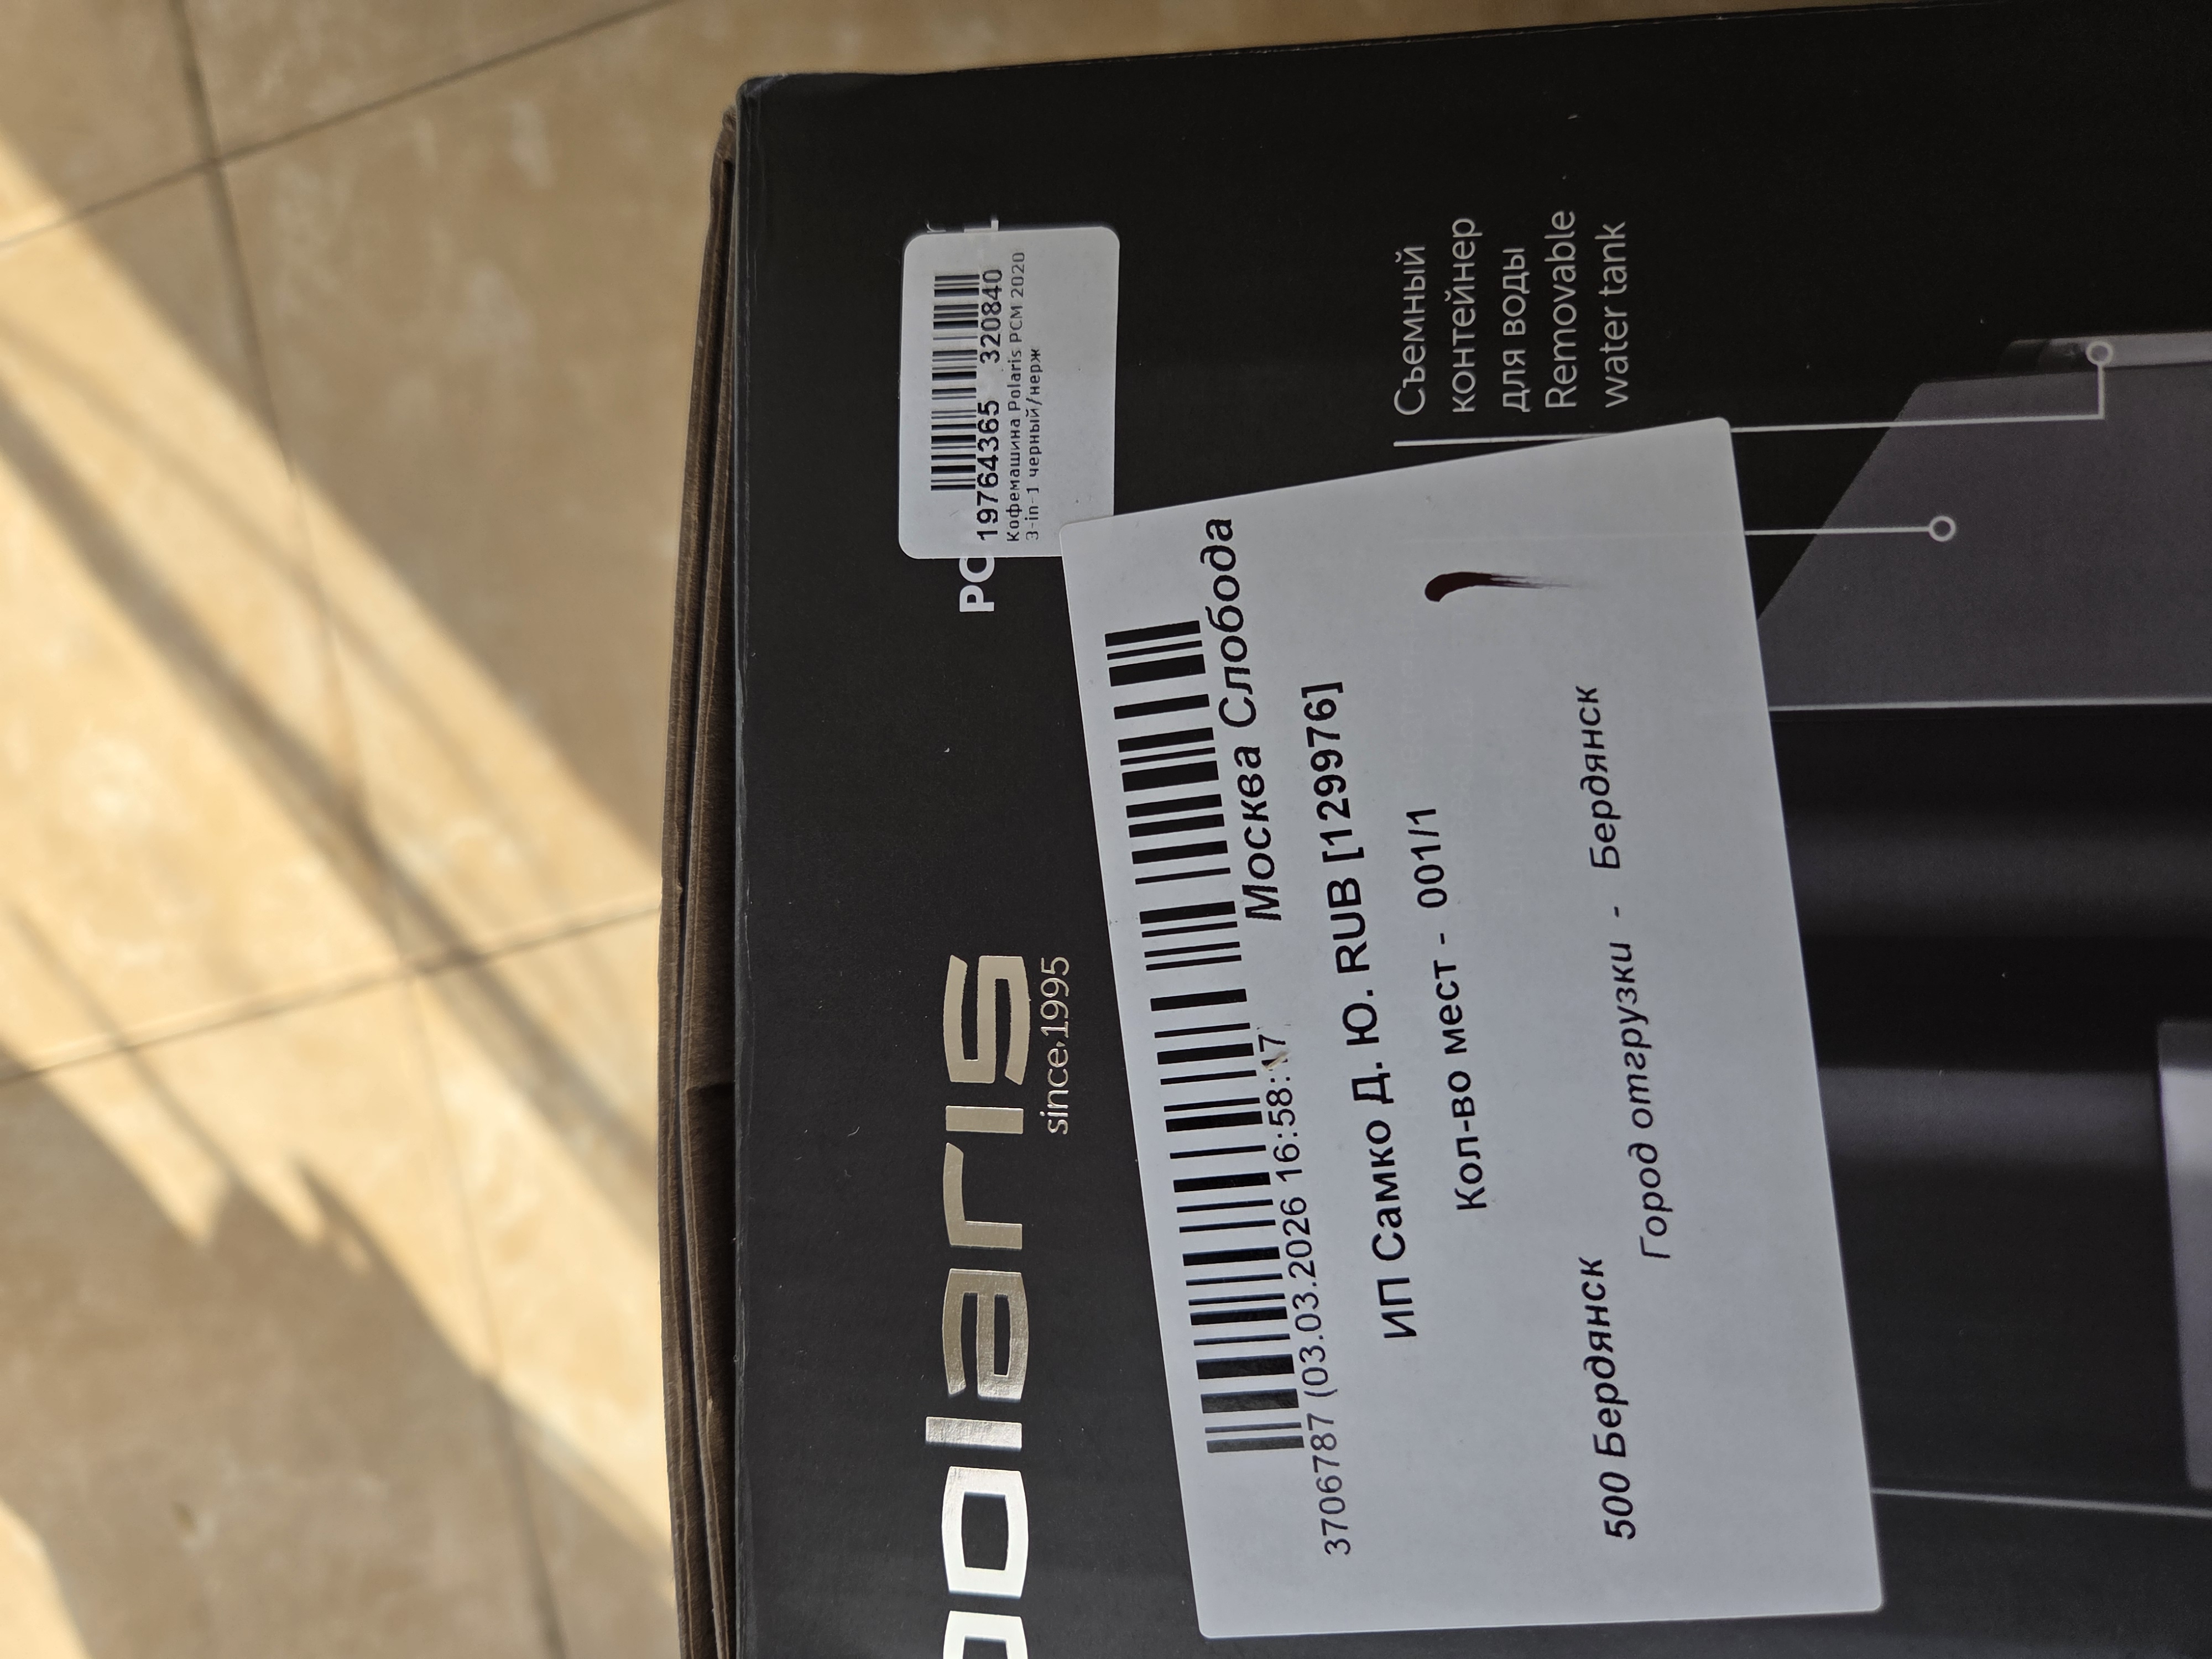 polaris
since 1995
PC
19764365 320840
Кофемашина Polaris PCM 2020
3-in-1 черный/нерж
Съемный
контейнер
для воды
Removable
water tank
3706787 (03.03.2026 16:58:17
Москва Слобода
ИП Самко Д. Ю. RUB [129976]
Кол-во мест - 001/1
500 Бердянск
Город отгрузки - Бердянск